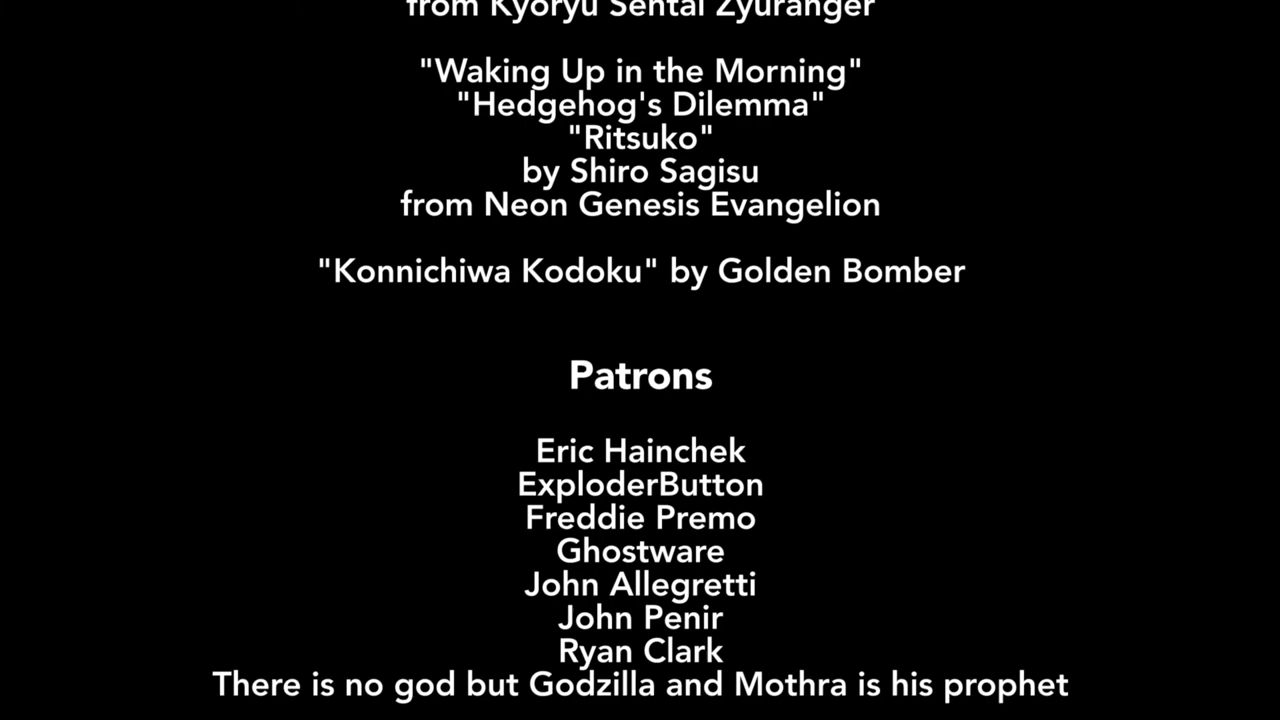 from Kyoryu Sentai Zyuranger
"Waking Up in the Morning"
"Hedgehog's Dilemma"
"Ritsuko"
by Shiro Sagisu
from Neon Genesis Evangelion
"Konnichiwa Kodoku" by Golden Bomber
Patrons
Eric Hainchek
ExploderButton
Freddie Premo
Ghostware
John Allegretti
John Penir
Ryan Clark
There is no god but Godzilla and Mothra is his prophet